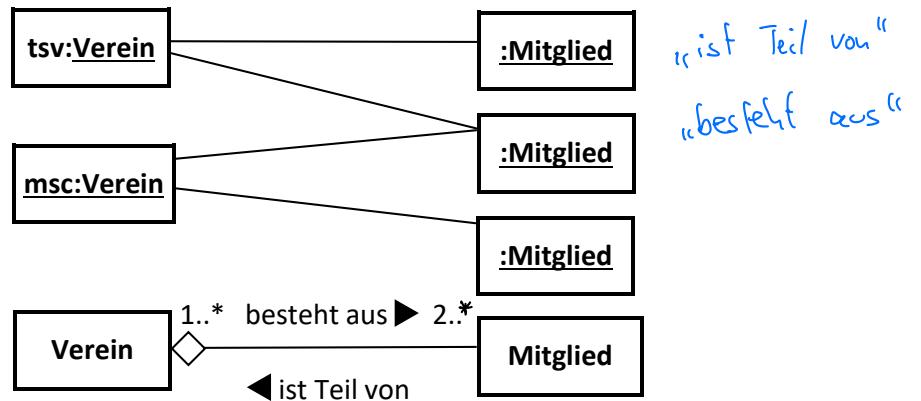 tsv:Verein
:Mitglied
„ist Teil von“
:Mitglied
„besteht aus“
msc:Verein
:Mitglied
1..* besteht aus ▶ 2..*
Verein
Mitglied
◀ ist Teil von